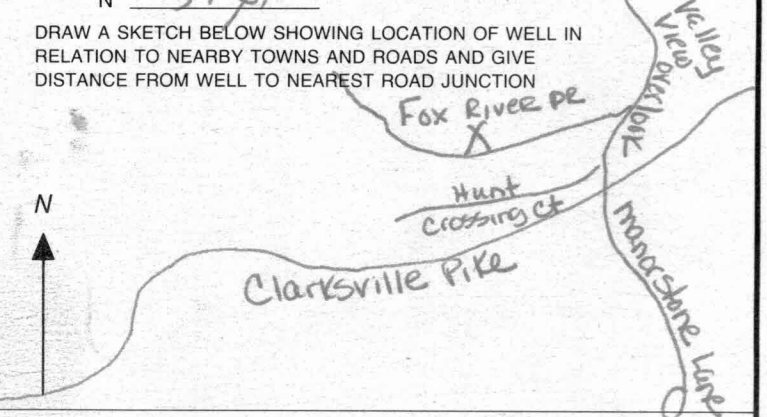 N
DRAW A SKETCH BELOW SHOWING LOCATION OF WELL IN
RELATION TO NEARBY TOWNS AND ROADS AND GIVE
DISTANCE FROM WELL TO NEAREST ROAD JUNCTION
Valley
View
overlook
Fox River DR
X
Hunt
Crossing Ct
N
Clarksville Pike
manorstone Lane